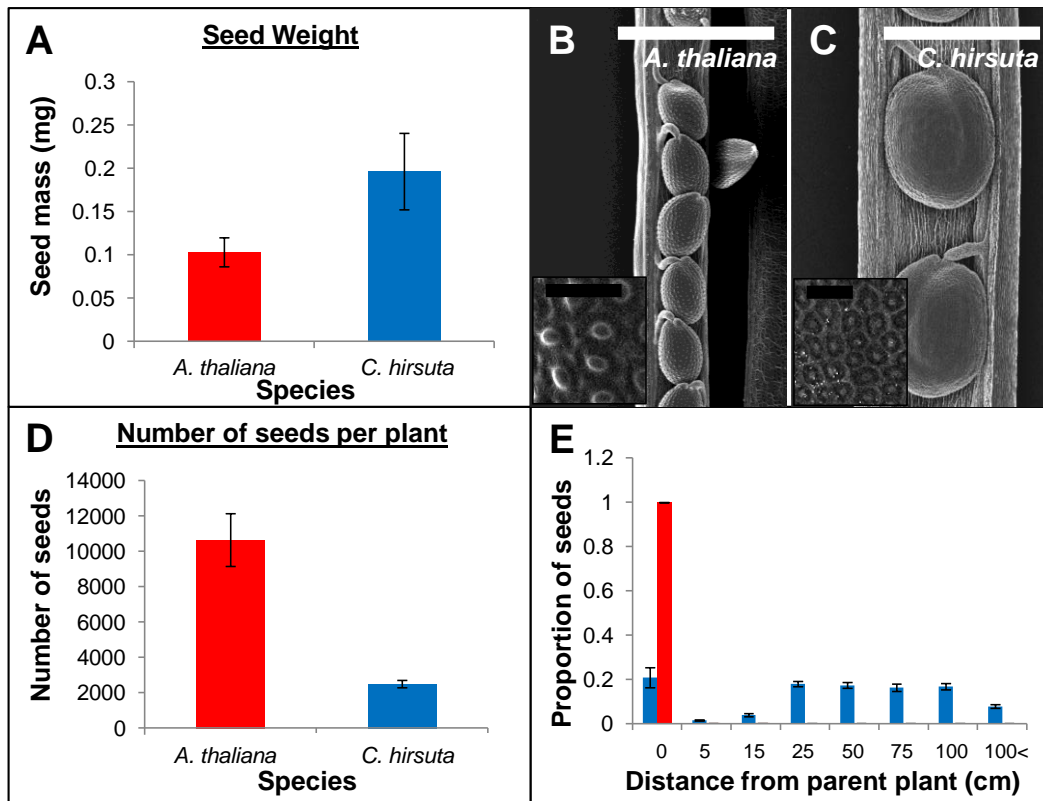 A
Seed Weight
Seed mass (mg)
0.3
0.25
0.2
0.15
0.1
0.05
0
A. thaliana
C. hirsuta
Species
B
A. thaliana
C
C. hirsuta
D
Number of seeds per plant
Number of seeds
14000
12000
10000
8000
6000
4000
2000
0
A. thaliana
C. hirsuta
Species
E
Proportion of seeds
1.2
1
0.8
0.6
0.4
0.2
0
0 5 15 25 50 75 100 100<
Distance from parent plant (cm)